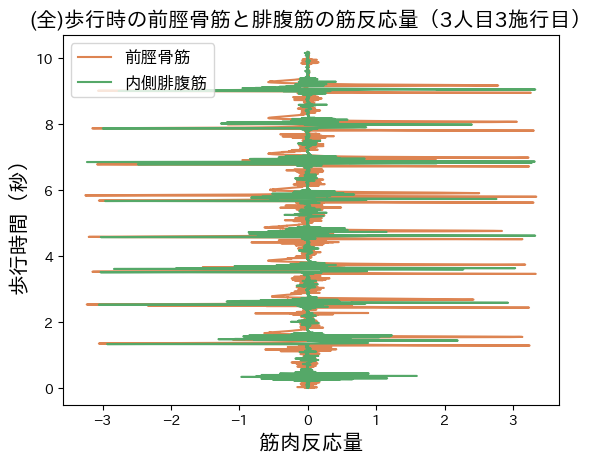 (全)歩行時の前脛骨筋と腓腹筋の筋反応量（3人目3施行目）
前脛骨筋
内側腓腹筋
10
8
6
4
2
0
歩行時間（秒）
−3 −2 −1 0 1 2 3
筋肉反応量